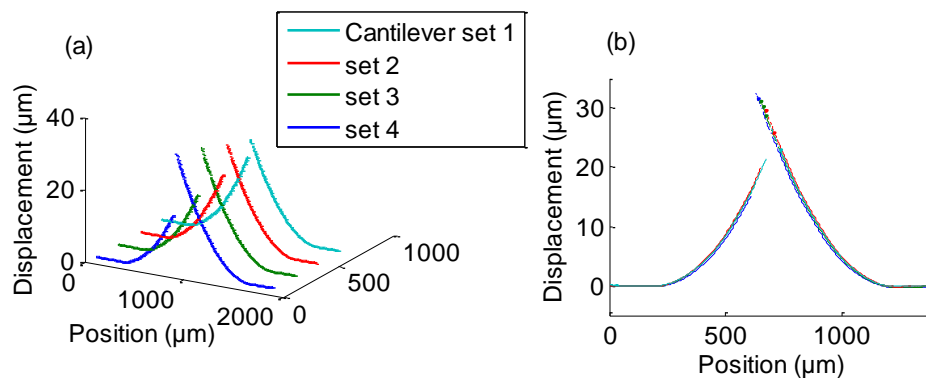 (a)
Cantilever set 1
set 2
set 3
set 4
(b)
Displacement (µm)
40
20
0
0
1000
2000
Position (µm)
0
500
1000
Displacement (µm)
30
20
10
0
0
500
1000
Position (µm)